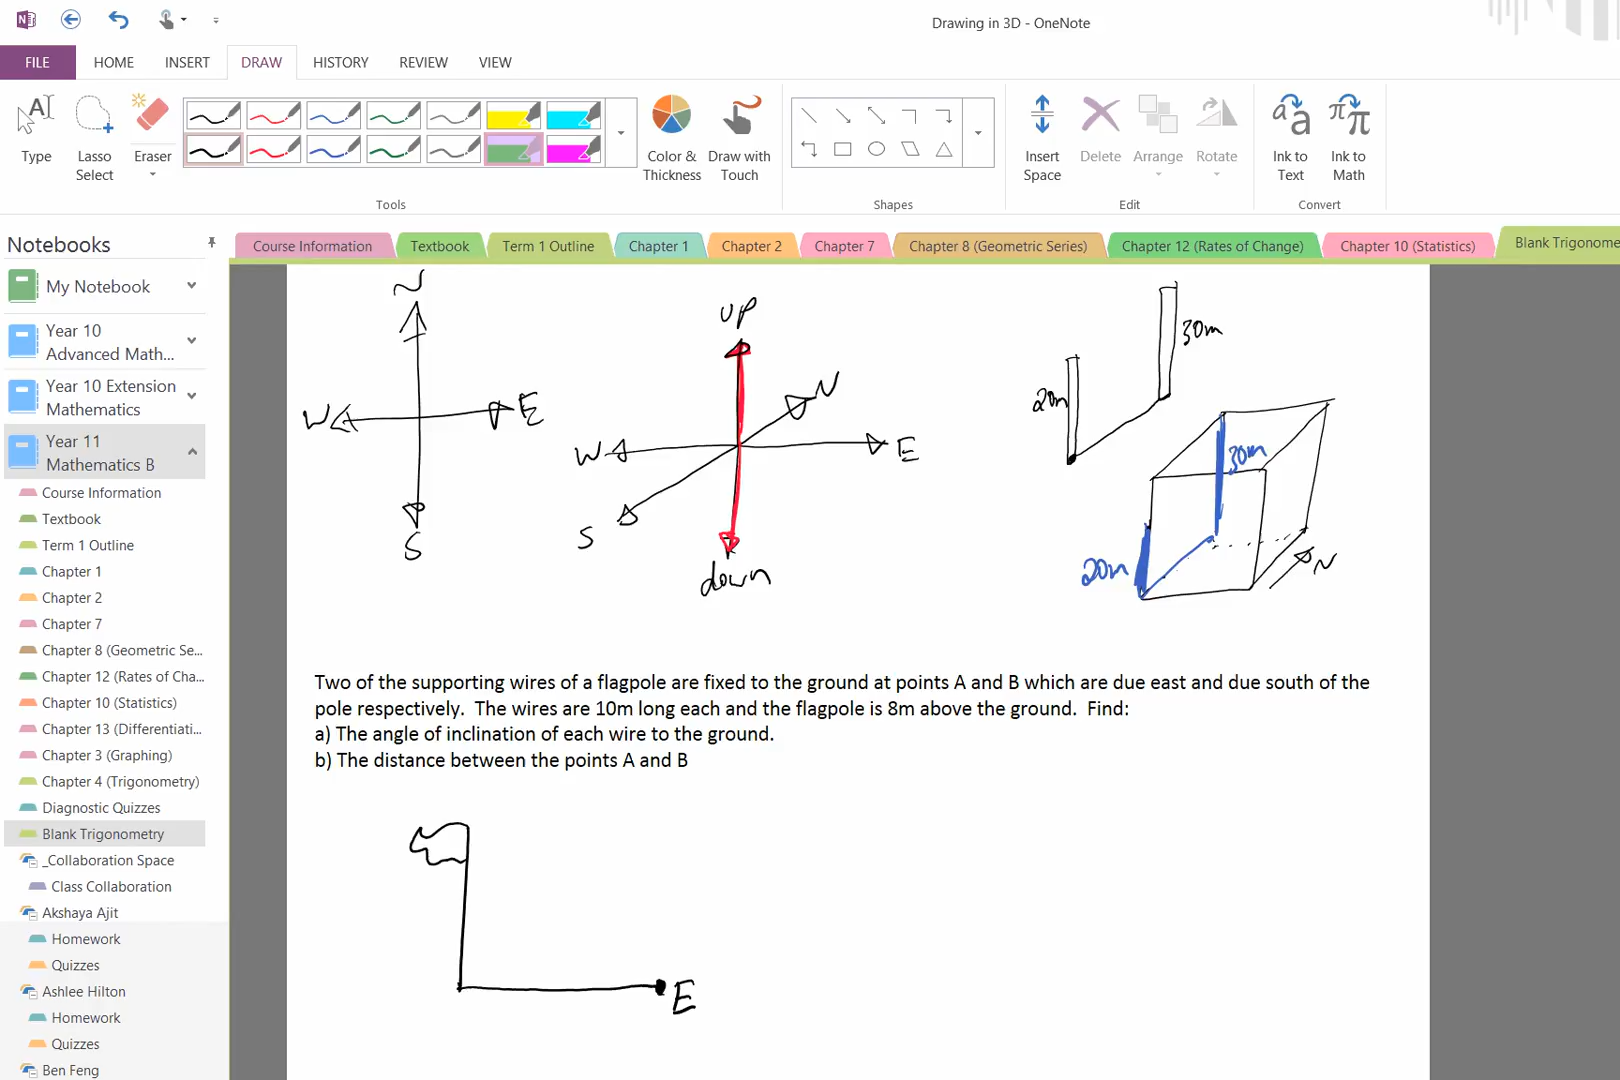 Drawing in 3D - OneNote
FILE HOME INSERT DRAW HISTORY REVIEW VIEW
Type
Lasso Select
Eraser
Color & Thickness
Draw with Touch
Insert Space
Delete
Arrange
Rotate
Ink to Text
Ink to Math
Tools
Shapes
Edit
Convert
Notebooks
Course Information
Textbook
Term 1 Outline
Chapter 1
Chapter 2
Chapter 7
Chapter 8 (Geometric Series)
Chapter 12 (Rates of Change)
Chapter 10 (Statistics)
Blank Trigonome
My Notebook
Year 10
Advanced Math...
Year 10 Extension
Mathematics
Year 11
Mathematics B
Course Information
Textbook
Term 1 Outline
Chapter 1
Chapter 2
Chapter 7
Chapter 8 (Geometric Se...
Chapter 12 (Rates of Cha...
Chapter 10 (Statistics)
Chapter 13 (Differentiati...
Chapter 3 (Graphing)
Chapter 4 (Trigonometry)
Diagnostic Quizzes
Blank Trigonometry
_Collaboration Space
Class Collaboration
Akshaya Ajit
Homework
Quizzes
Ashlee Hilton
Homework
Quizzes
Ben Feng
N
W
E
S
UP
N
W
E
S
down
30m
20m
30m
20m
N
Two of the supporting wires of a flagpole are fixed to the ground at points A and B which are due east and due south of the
pole respectively. The wires are 10m long each and the flagpole is 8m above the ground. Find:
a) The angle of inclination of each wire to the ground.
b) The distance between the points A and B
E